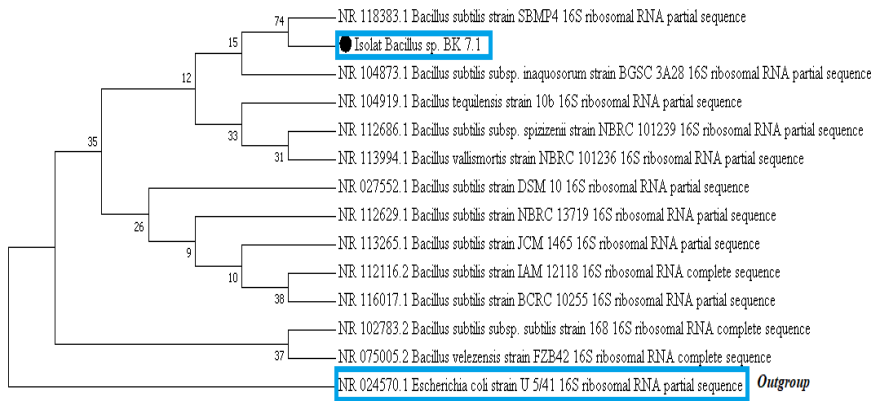 74
NR 118383.1 Bacillus subtilis strain SBMP4 16S ribosomal RNA partial sequence
15
Isolat Bacillus sp. BK 7.1
NR 104873.1 Bacillus subtilis subsp. inaquosorum strain BGSC 3A28 16S ribosomal RNA partial sequence
12
NR 104919.1 Bacillus tequilensis strain 10b 16S ribosomal RNA partial sequence
33
NR 112686.1 Bacillus subtilis subsp. spizizenii strain NBRC 101239 16S ribosomal RNA partial sequence
35
31
NR 113994.1 Bacillus vallismortis strain NBRC 101236 16S ribosomal RNA partial sequence
NR 027552.1 Bacillus subtilis strain DSM 10 16S ribosomal RNA partial sequence
26
NR 112629.1 Bacillus subtilis strain NBRC 13719 16S ribosomal RNA partial sequence
9
NR 113265.1 Bacillus subtilis strain JCM 1465 16S ribosomal RNA partial sequence
10
NR 112116.2 Bacillus subtilis strain IAM 12118 16S ribosomal RNA complete sequence
38
NR 116017.1 Bacillus subtilis strain BCRC 10255 16S ribosomal RNA partial sequence
NR 102783.2 Bacillus subtilis subsp. subtilis strain 168 16S ribosomal RNA complete sequence
37
NR 075005.2 Bacillus velezensis strain FZB42 16S ribosomal RNA complete sequence
NR 024570.1 Escherichia coli strain U 5/41 16S ribosomal RNA partial sequence
Outgroup